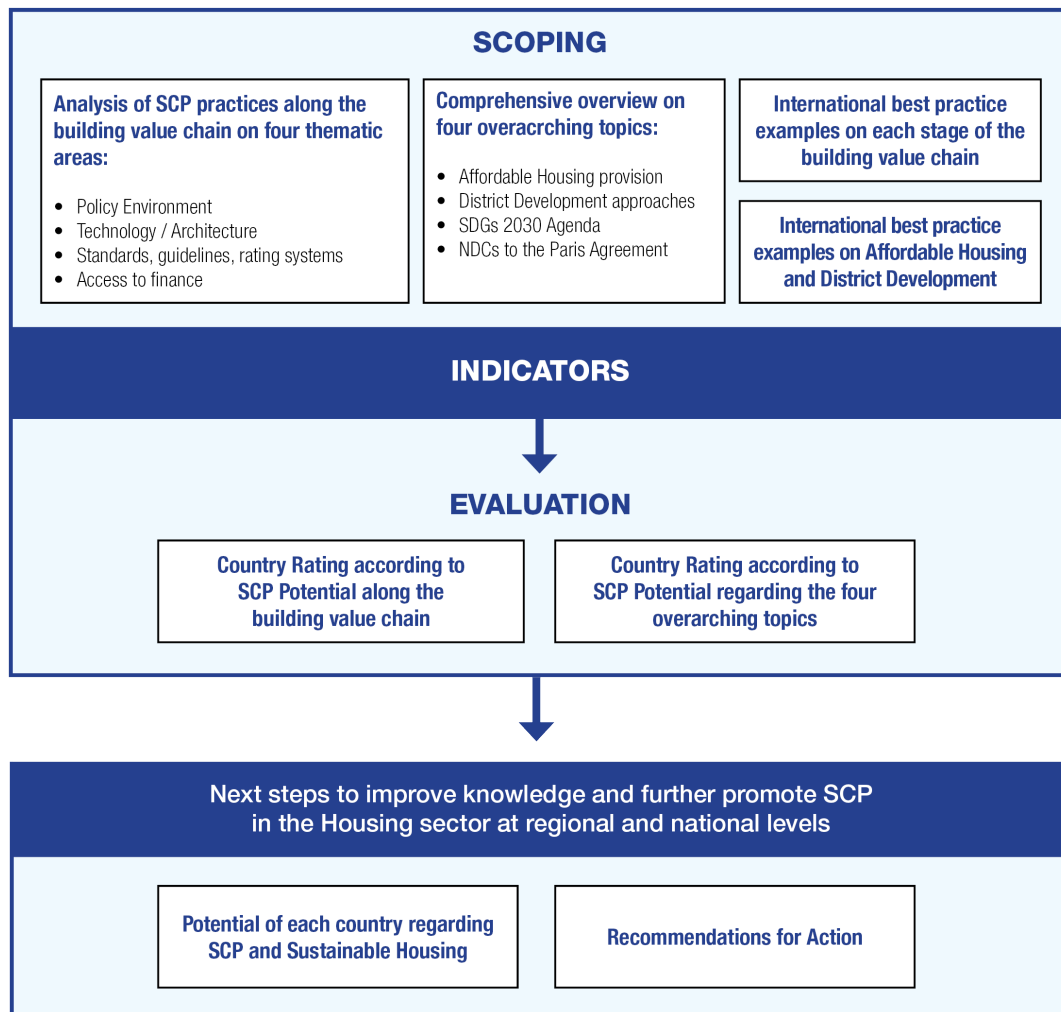 SCOPING
Analysis of SCP practices along the
building value chain on four thematic
areas:
• Policy Environment
• Technology / Architecture
• Standards, guidelines, rating systems
• Access to finance
Comprehensive overview on
four overacrching topics:
• Affordable Housing provision
• District Development approaches
• SDGs 2030 Agenda
• NDCs to the Paris Agreement
International best practice
examples on each stage of the
building value chain
International best practice
examples on Affordable Housing
and District Development
INDICATORS
EVALUATION
Country Rating according to
SCP Potential along the
building value chain
Country Rating according to
SCP Potential regarding the four
overarching topics
Next steps to improve knowledge and further promote SCP
in the Housing sector at regional and national levels
Potential of each country regarding
SCP and Sustainable Housing
Recommendations for Action